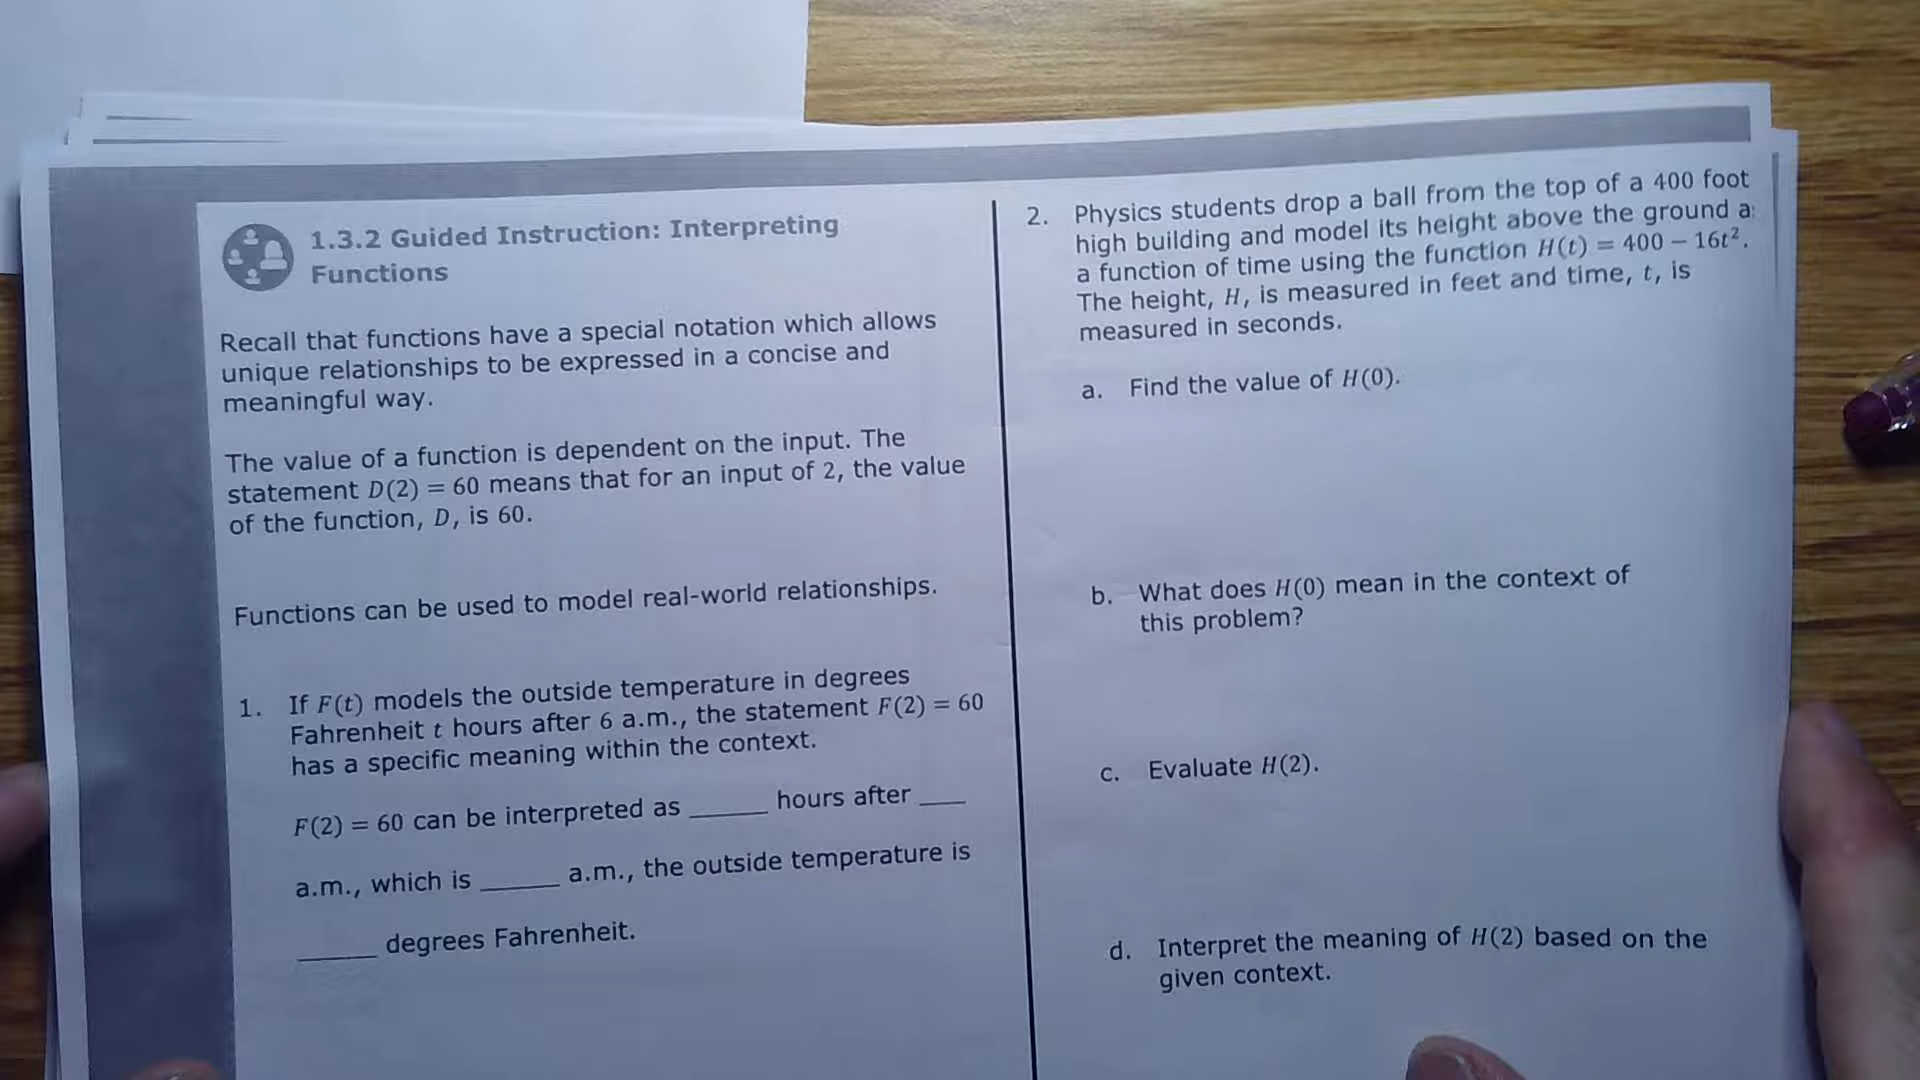 1.3.2 Guided Instruction: Interpreting
Functions
Recall that functions have a special notation which allows
unique relationships to be expressed in a concise and
meaningful way.
The value of a function is dependent on the input. The
statement D(2) = 60 means that for an input of 2, the value
of the function, D, is 60.
Functions can be used to model real-world relationships.
1. If F(t) models the outside temperature in degrees
Fahrenheit t hours after 6 a.m., the statement F(2) = 60
has a specific meaning within the context.
F(2) = 60 can be interpreted as ______ hours after ____
a.m., which is ______ a.m., the outside temperature is
______ degrees Fahrenheit.
2. Physics students drop a ball from the top of a 400 foot
high building and model its height above the ground a
a function of time using the function H(t) = 400 – 16t².
The height, H, is measured in feet and time, t, is
measured in seconds.
a. Find the value of H(0).
b. What does H(0) mean in the context of
this problem?
c. Evaluate H(2).
d. Interpret the meaning of H(2) based on the
given context.